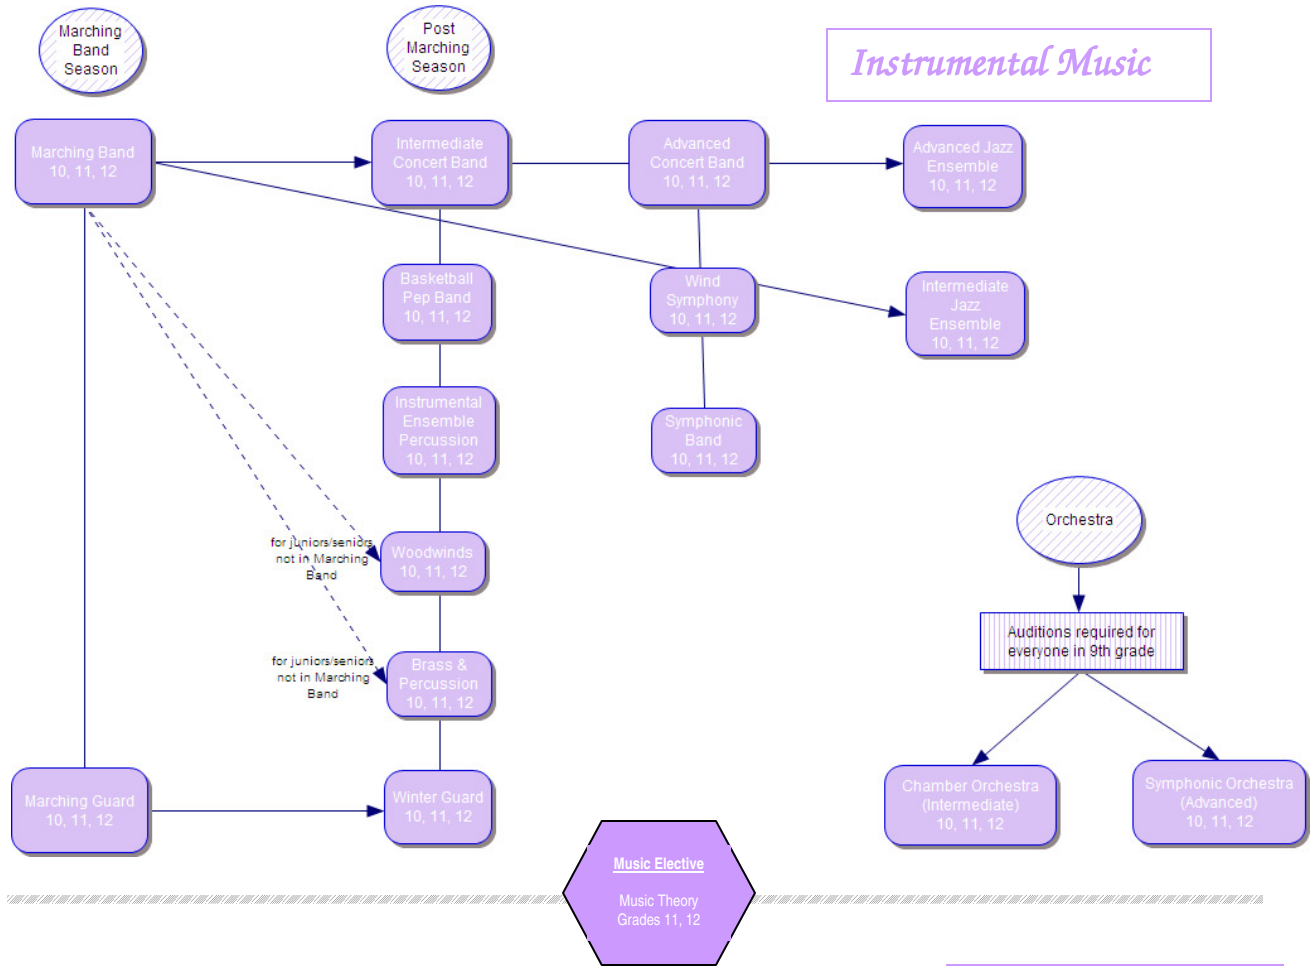 Marching
Band
Season
Post
Marching
Season
Instrumental Music
Marching Band
10, 11, 12
Intermediate
Concert Band
10, 11, 12
Advanced
Concert Band
10, 11, 12
Advanced Jazz
Ensemble
10, 11, 12
Basketball
Pep Band
10, 11, 12
Wind
Symphony
10, 11, 12
Intermediate
Jazz
Ensemble
10, 11, 12
Instrumental
Ensemble
Percussion
10, 11, 12
Symphonic
Band
10, 11, 12
Orchestra
for juniors/seniors
not in Marching
Band
Woodwinds
10, 11, 12
Auditions required for
everyone in 9th grade
for juniors/seniors
not in Marching
Band
Brass &
Percussion
10, 11, 12
Marching Guard
10, 11, 12
Winter Guard
10, 11, 12
Chamber Orchestra
(Intermediate)
10, 11, 12
Symphonic Orchestra
(Advanced)
10, 11, 12
Music Elective
Music Theory
Grades 11, 12